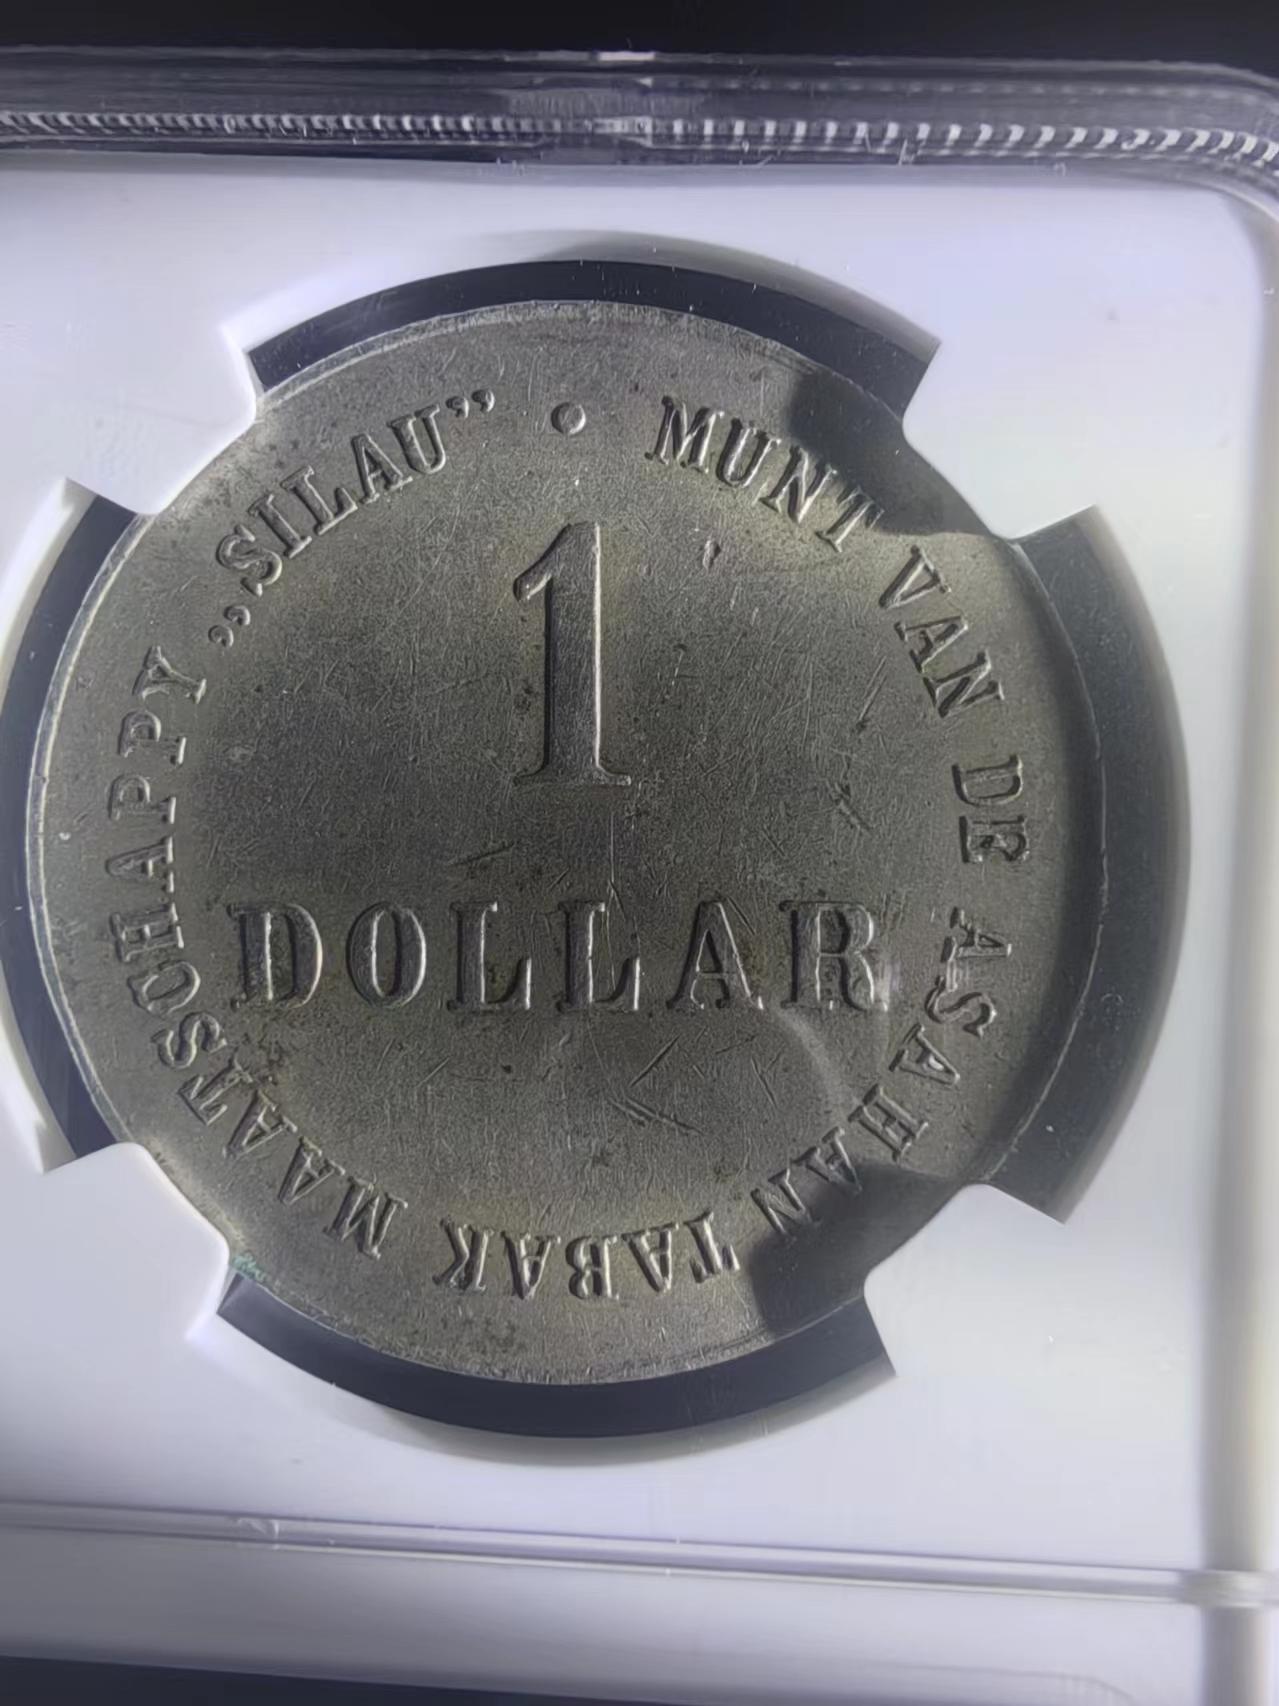 MUNT VAN DE ASAHAN TABAK MAATSCHAPPY „SILAU”
1
DOLLAR